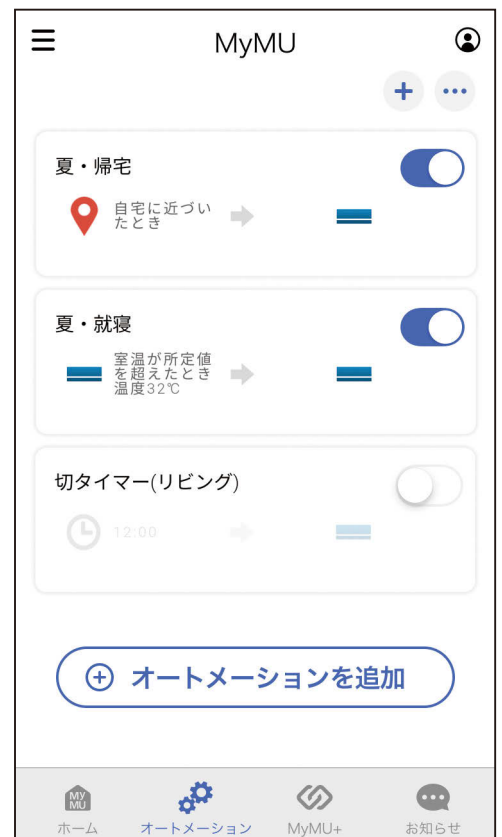 MyMU
夏・帰宅
自宅に近づい
たとき
夏・就寝
室温が所定値
を超えたとき
温度32℃
切タイマー(リビング)
12:00
オートメーションを追加
MY
MU
ホーム
オートメーション
MyMU+
お知らせ